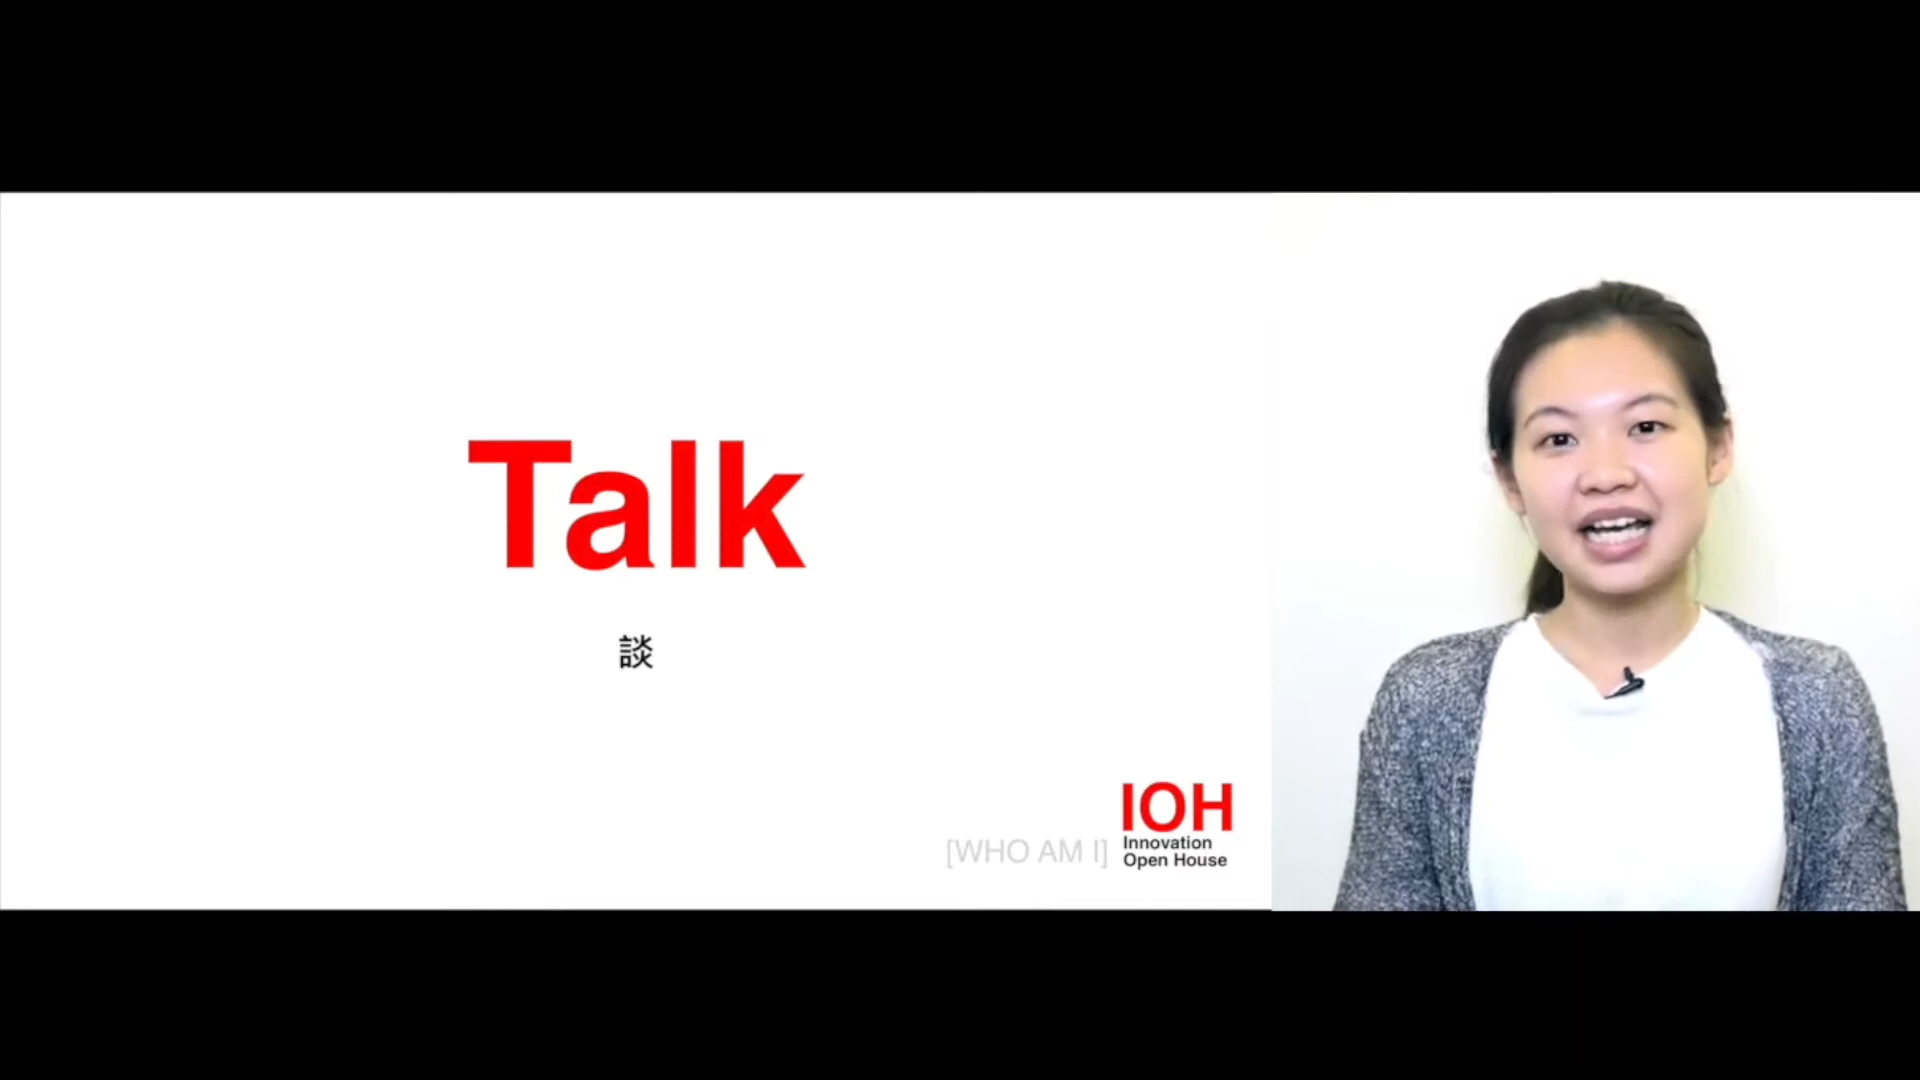 Talk
談
[WHO AM I]
IOH
Innovation
Open House